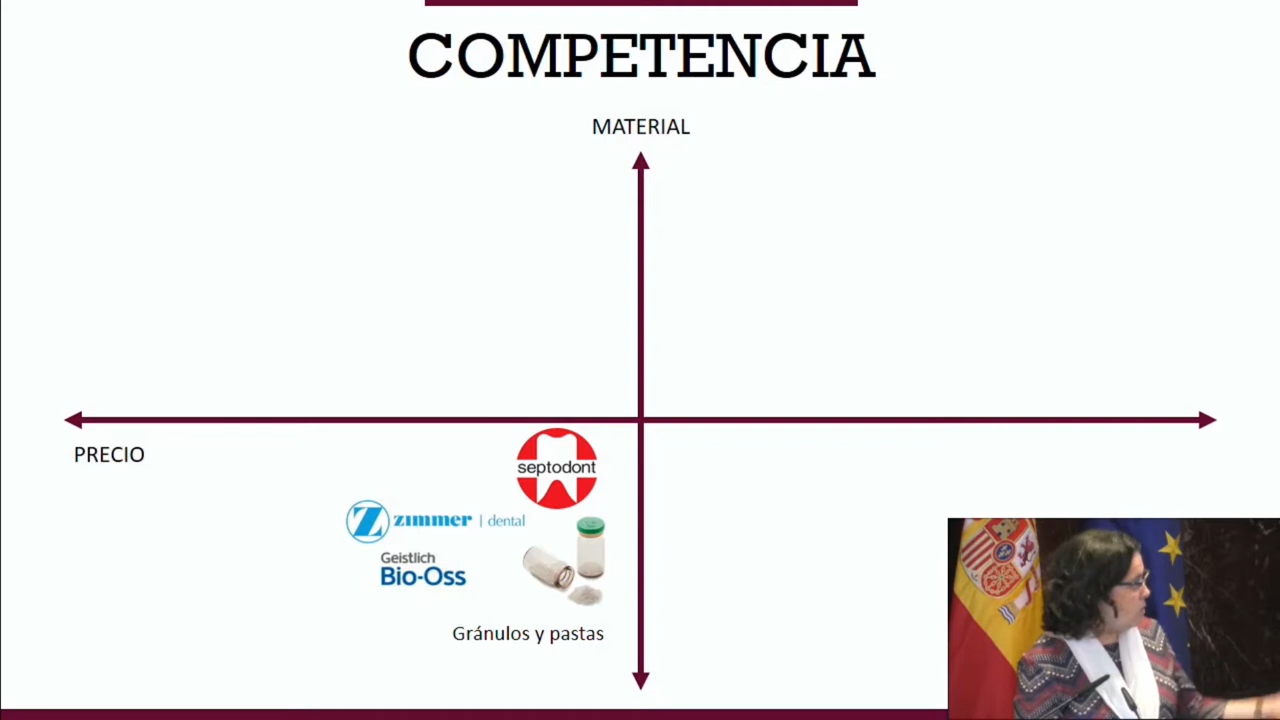 COMPETENCIA
MATERIAL
PRECIO
septodont
zimmer | dental
Geistlich
Bio-Oss
Gránulos y pastas